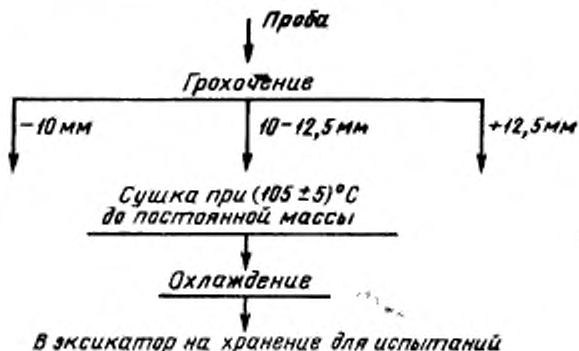 Проба
Грохочение
-10 мм 10-12,5 мм +12,5 мм
Сушка при (105 ±5)°С
до постоянной массы
Охлаждение
В эксикатор на хранение для испытаний